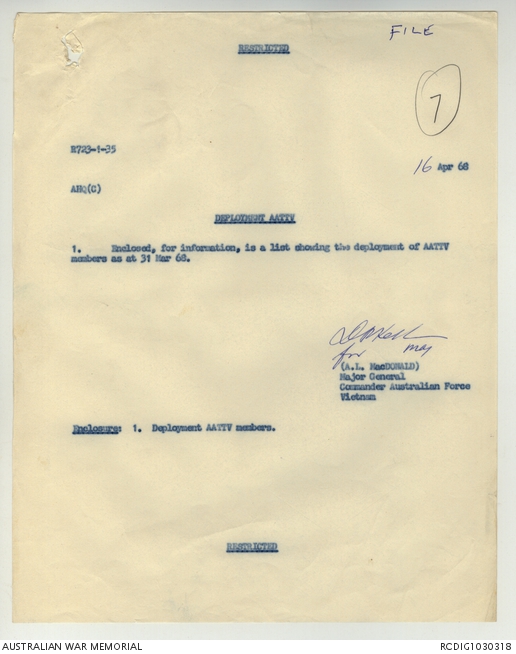 RESTRICTED
FILE
7
R723-1-35
16 Apr 68
AHQ(C)
DEPLOYMENT AATTV
1. Enclosed, for information, is a list showing the deployment of AATTV
members as at 31 Mar 68.
for Maj
(A.L. MacDONALD)
Major General
Commander Australian Force
Vietnam
Enclosure: 1. Deployment AATTV members.
RESTRICTED
AUSTRALIAN WAR MEMORIAL
RCDIG1030318